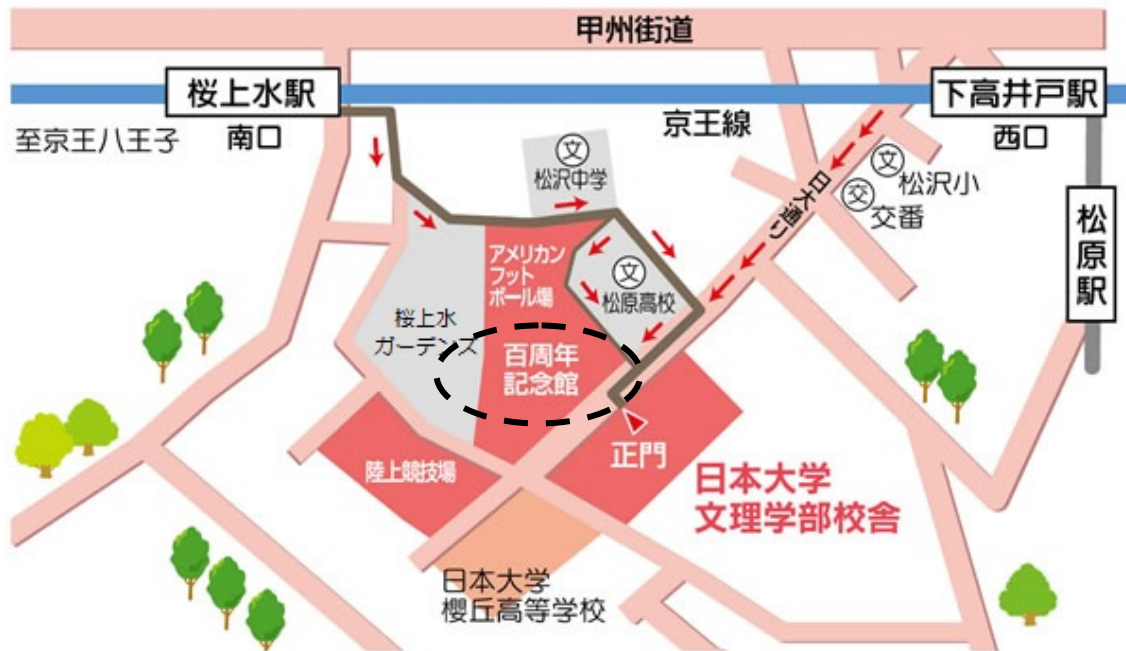 甲州街道
桜上水駅
下高井戸駅
至京王八王子
南口
京王線
西口
文
松沢中学
文
松沢小
交
交番
日大通り
松原駅
アメリカン
フット
ボール場
文
松原高校
桜上水
ガーデンズ
百周年
記念館
正門
陸上競技場
日本大学
文理学部校舎
日本大学
櫻丘高等学校